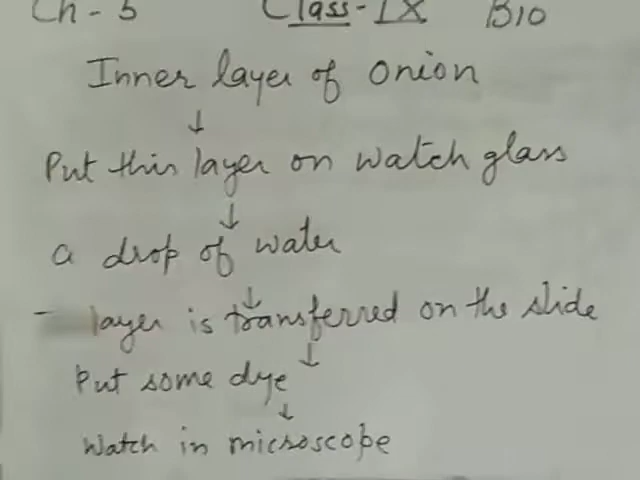 Ch - 5 Class - IX BIO
Inner layer of onion
↓
Put this layer on watch glass
↓
a drop of water
↓
- layer is transferred on the slide
↓
Put some dye
↓
Watch in microscope